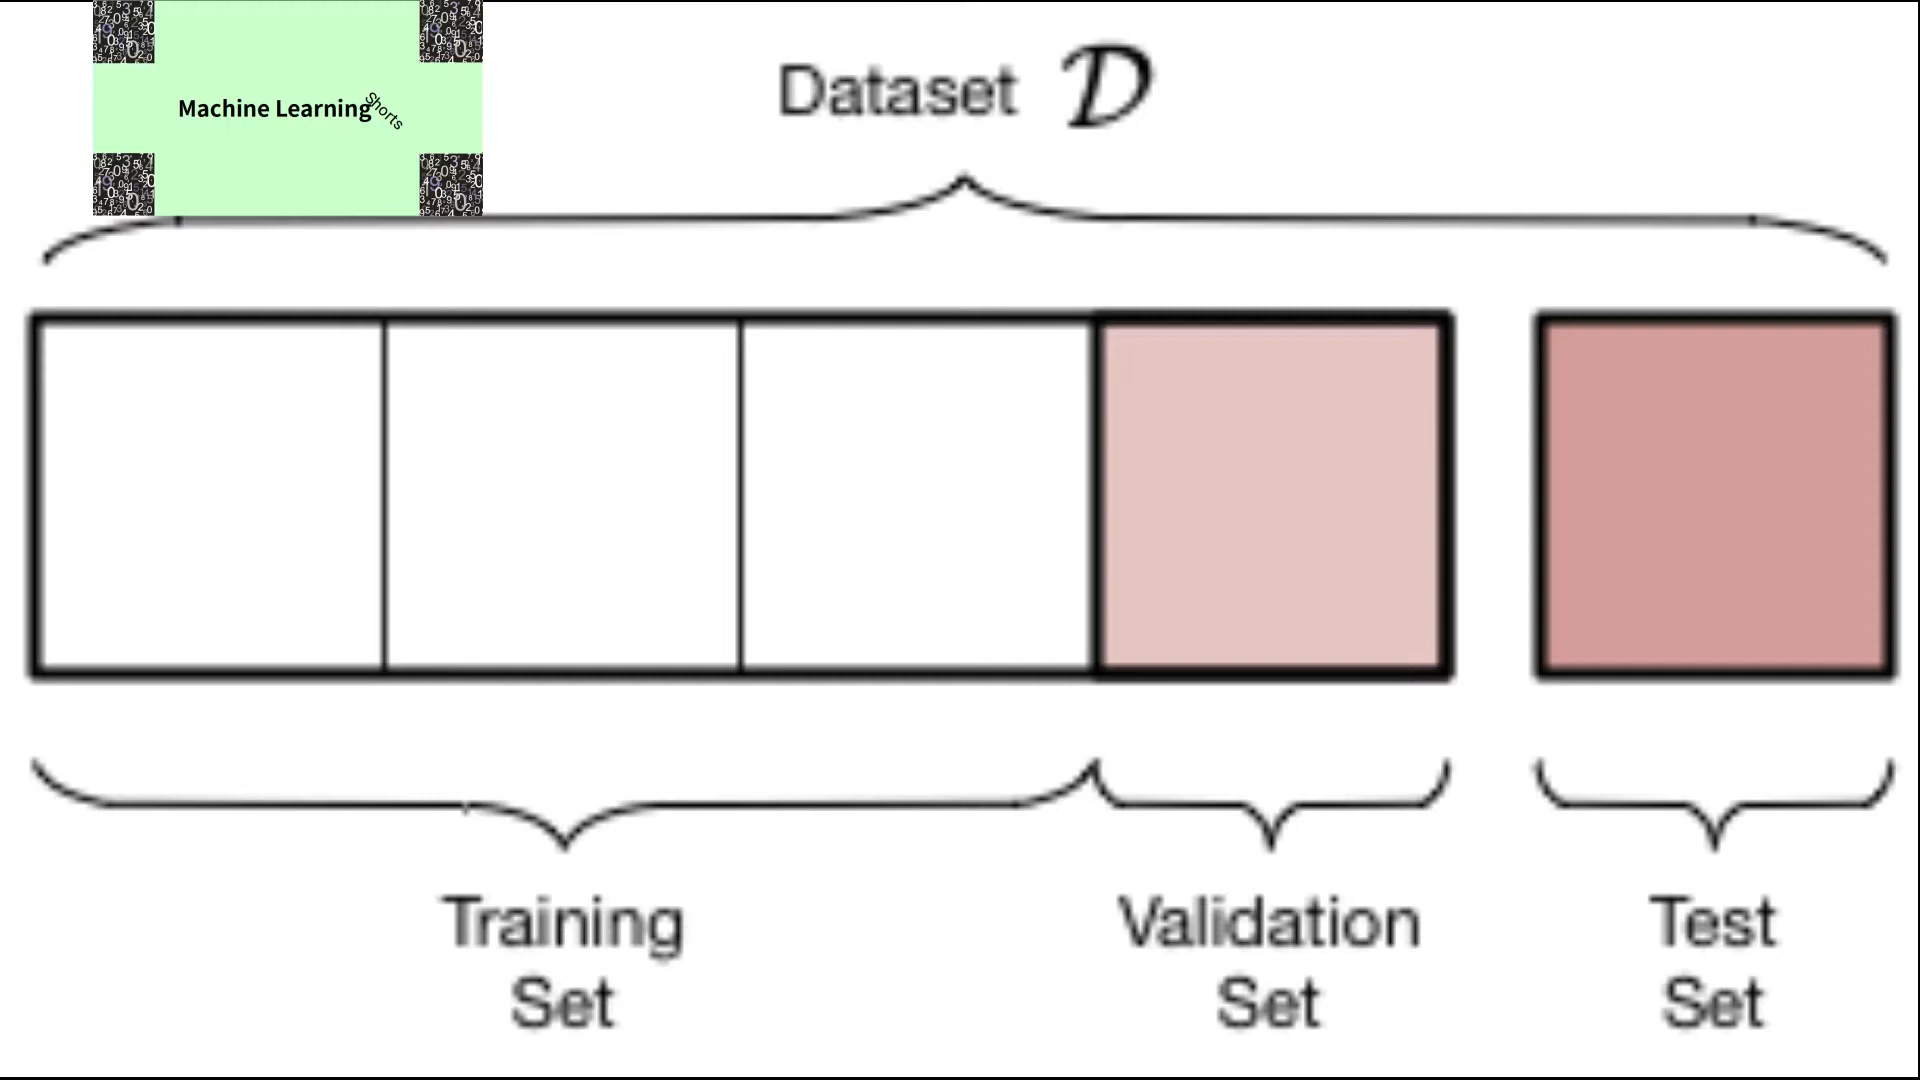 Machine Learning
Shorts
Dataset 𝒟
Training
Set
Validation
Set
Test
Set